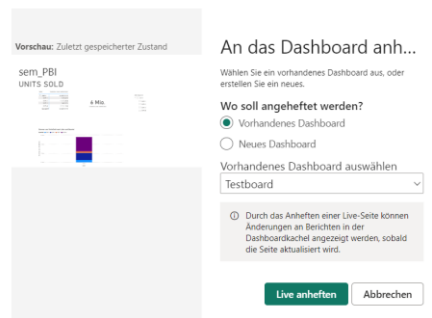 Vorschau: Zuletzt gespeicherter Zustand
sem_PBI
UNITS SOLD
6 Mio.
An das Dashboard anh...
Wählen Sie ein vorhandenes Dashboard aus, oder
erstellen Sie ein neues.
Wo soll angeheftet werden?
Vorhandenes Dashboard
Neues Dashboard
Vorhandenes Dashboard auswählen
Testboard
Durch das Anheften einer Live-Seite können
Änderungen an Berichten in der
Dashboardkachel angezeigt werden, sobald
die Seite aktualisiert wird.
Live anheften
Abbrechen